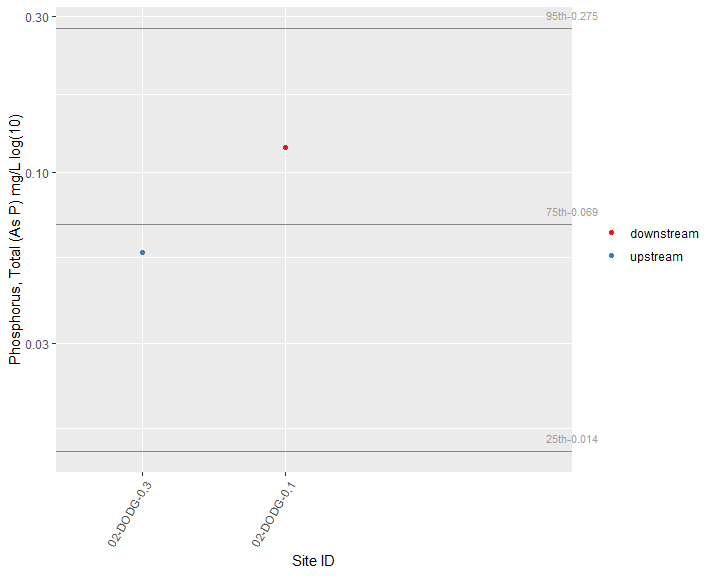 Phosphorus, Total (As P) mg/L log(10)
0.30
0.10
0.03
95th-0.275
75th-0.069
25th-0.014
downstream
upstream
02-DODG-0.3
02-DODG-0.1
Site ID